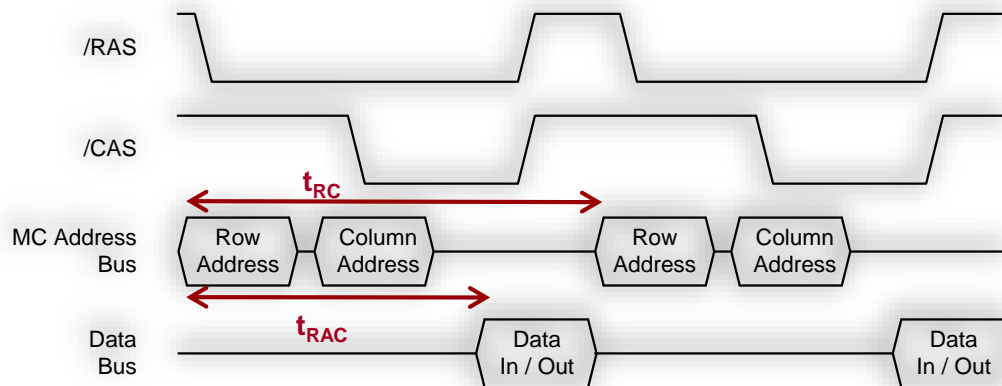 /RAS
/CAS
tRC
MC Address
Bus
Row
Address
Column
Address
Row
Address
Column
Address
tRAC
Data
Bus
Data
In / Out
Data
In / Out